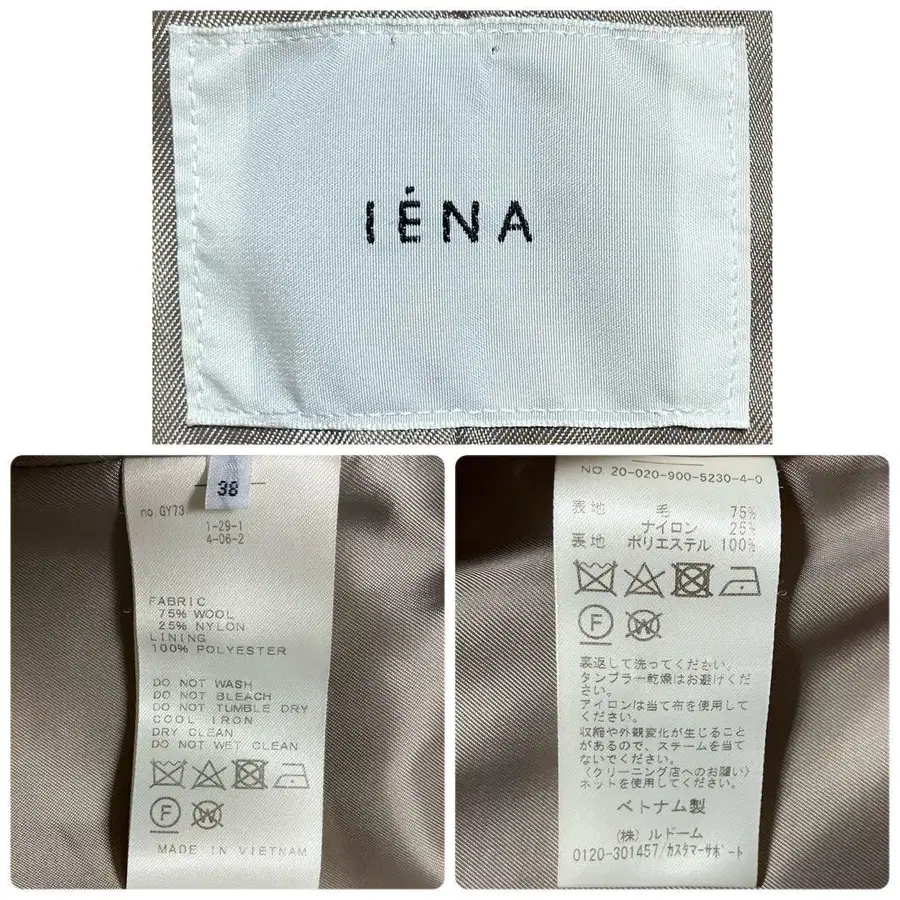 IÉNA
38
no. GY73
1-29-1
4-06-2
FABRIC
75% WOOL
25% NYLON
LINING
100% POLYESTER
DO NOT WASH
DO NOT BLEACH
DO NOT TUMBLE DRY
COOL IRON
DRY CLEAN
DO NOT WET CLEAN
F W
MADE IN VIETNAM
NO 20-020-900-5230-4-0
表地 毛 75%
ナイロン 25%
裏地 ポリエステル 100%
F W
裏返して洗ってください。
タンブラー乾燥はお避けくだ
さい。
アイロンは当て布を使用して
ください。
収縮や外観変化が生じること
があるので、スチームを当て
ないでください。
〈クリーニング店へのお願い〉
ネットを使用してください。
ベトナム製
(株) ルドーム
0120-301457/カスタマーサポート